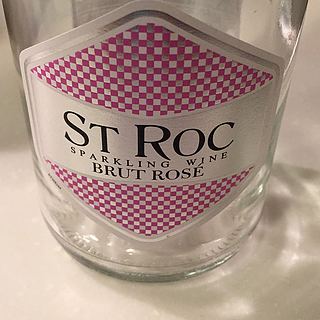 ST ROC
SPARKLING WINE
BRUT ROSÉ